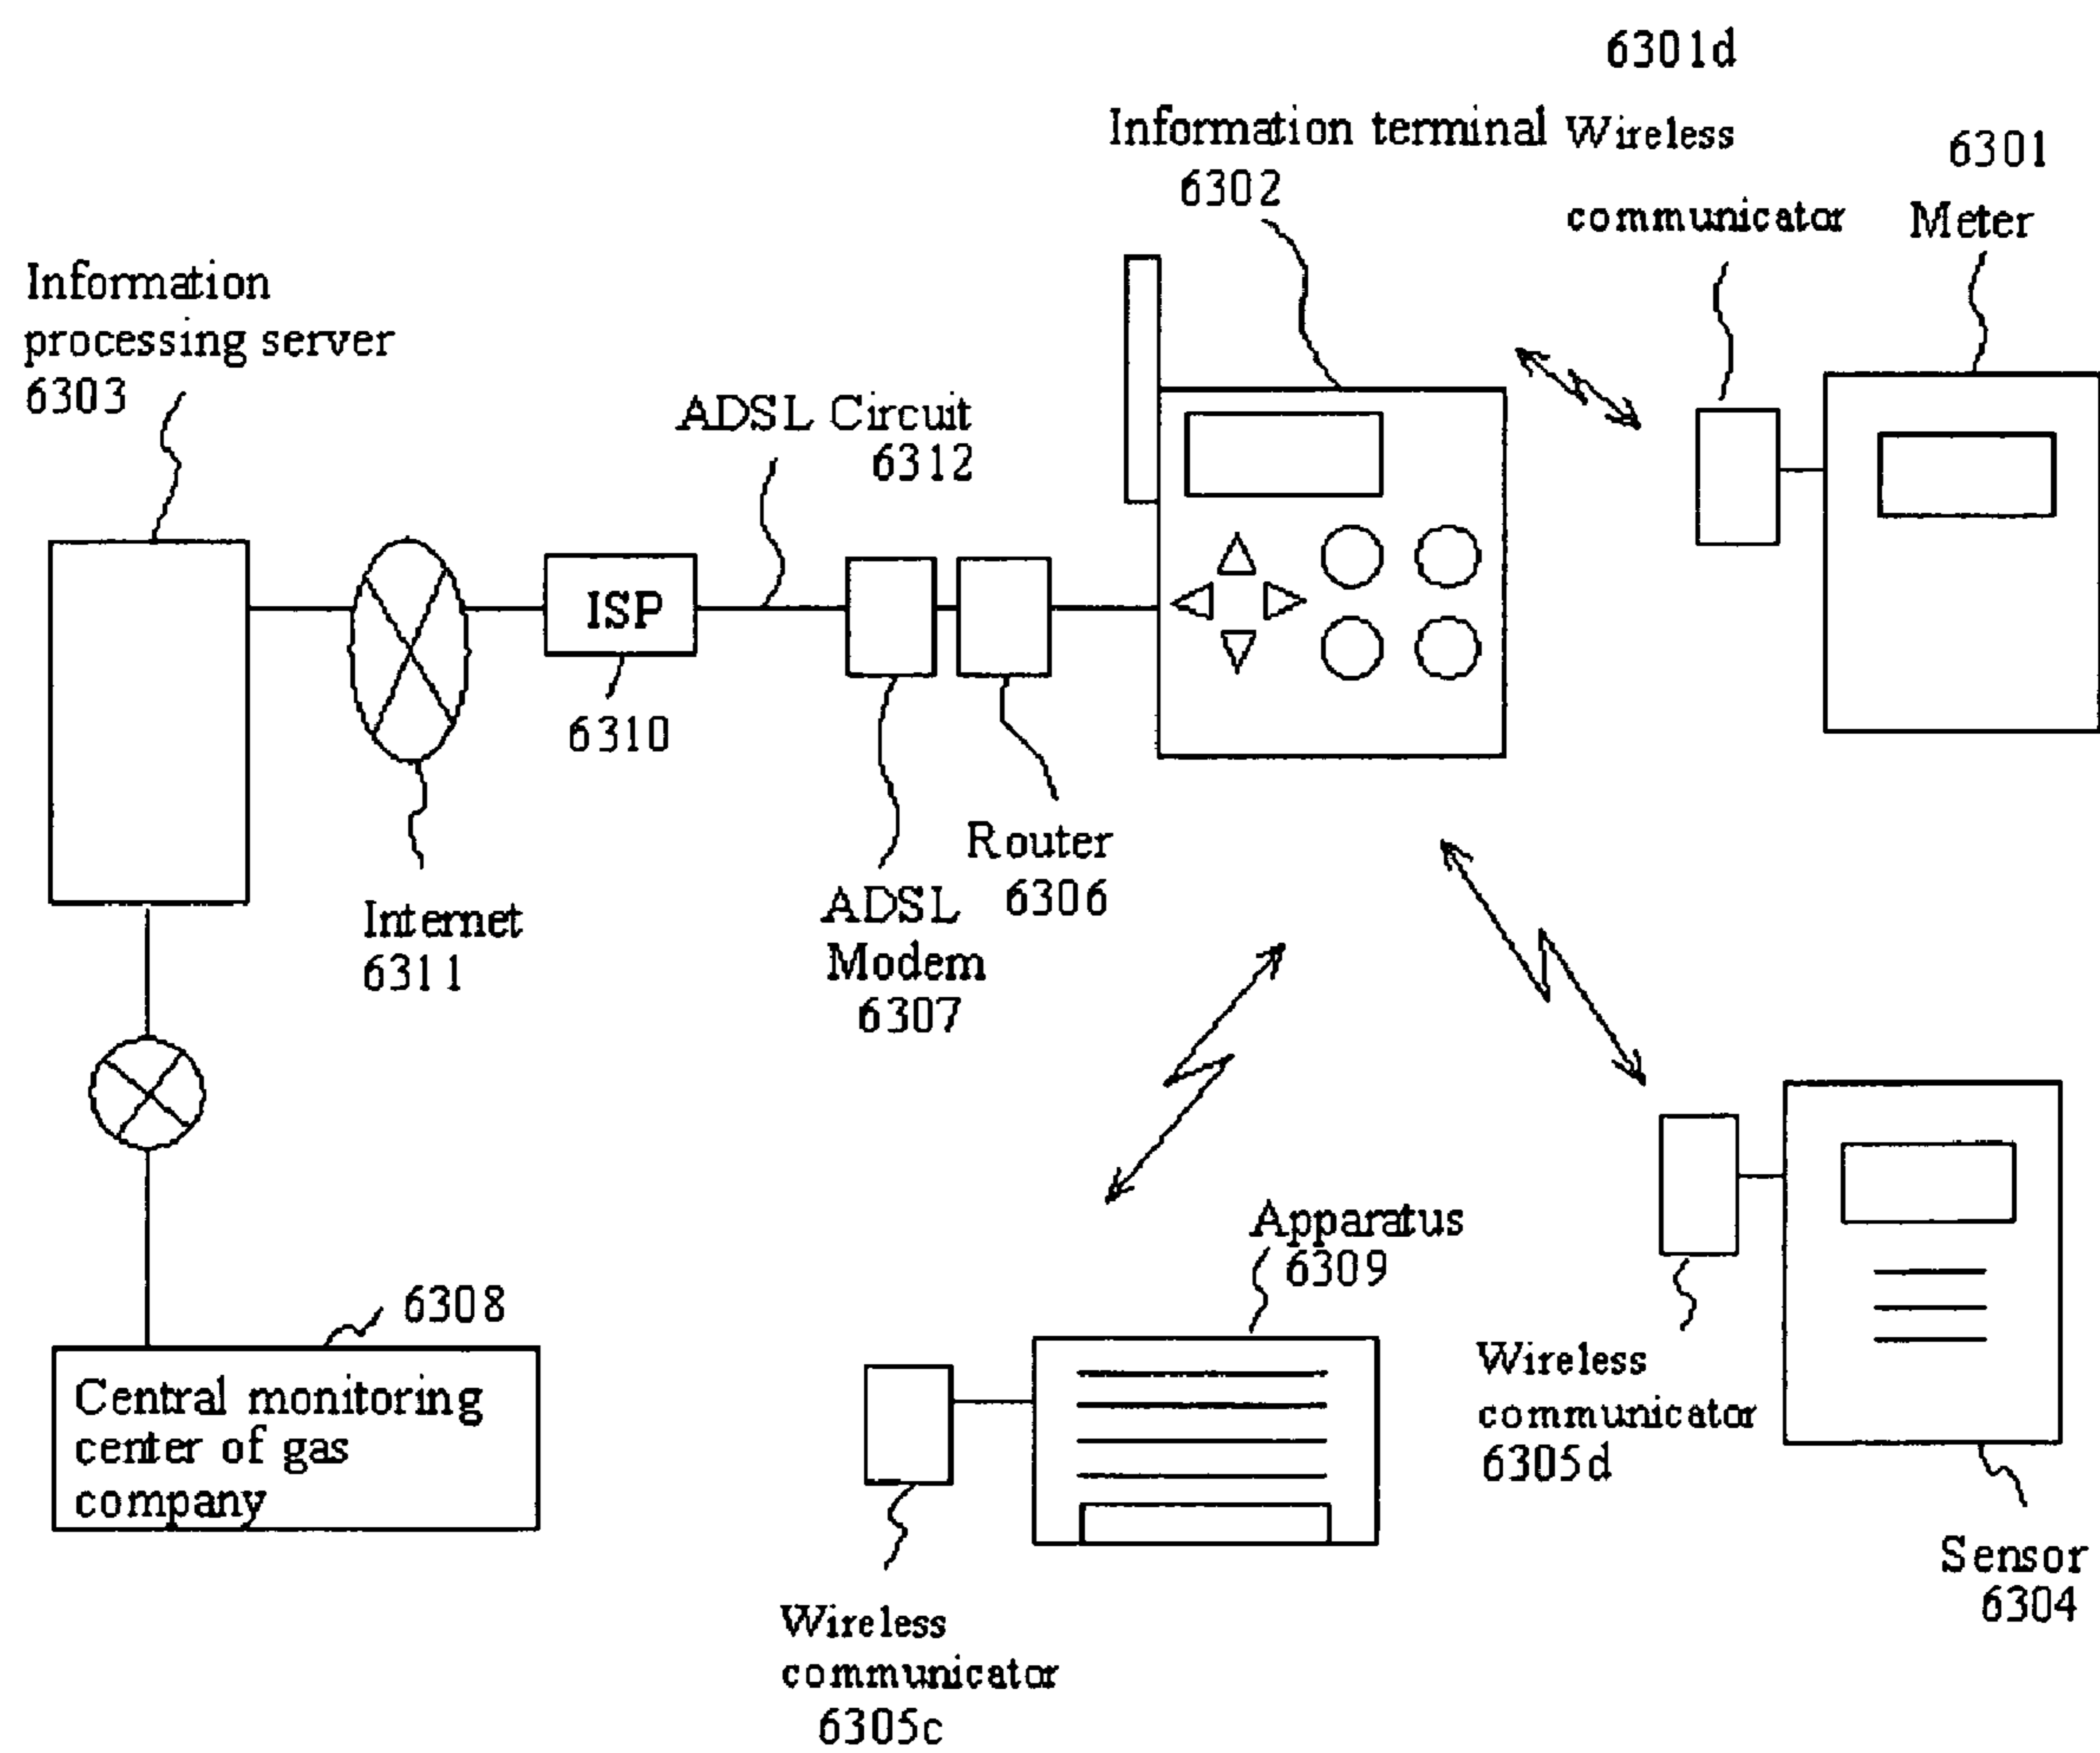 6301d
Information terminal
6302
Wireless
communicator
6301
Meter
Information
processing server
6303
ADSL Circuit
6312
ISP
6310
Router
6306
ADSL
Modem
6307
Internet
6311
6308
Central monitoring
center of gas
company
Apparatus
6309
Wireless
communicator
6305d
Sensor
6304
Wireless
communicator
6305c